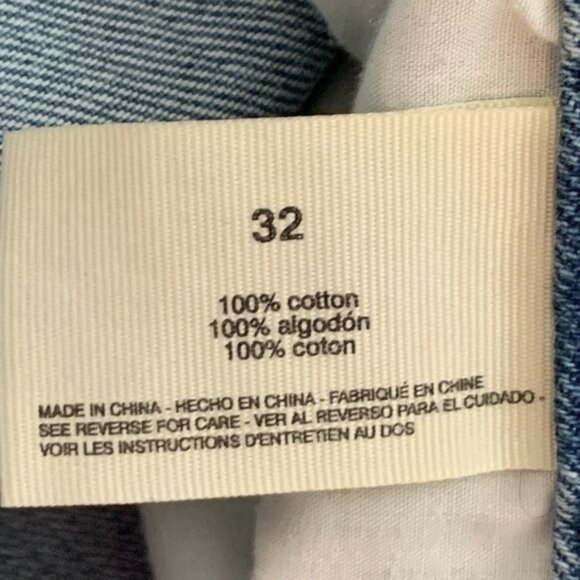 32
100% cotton
100% algodón
100% coton
MADE IN CHINA - HECHO EN CHINA - FABRIQUÉ EN CHINE
SEE REVERSE FOR CARE - VER AL REVERSO PARA EL CUIDADO -
VOIR LES INSTRUCTIONS D'ENTRETIEN AU DOS